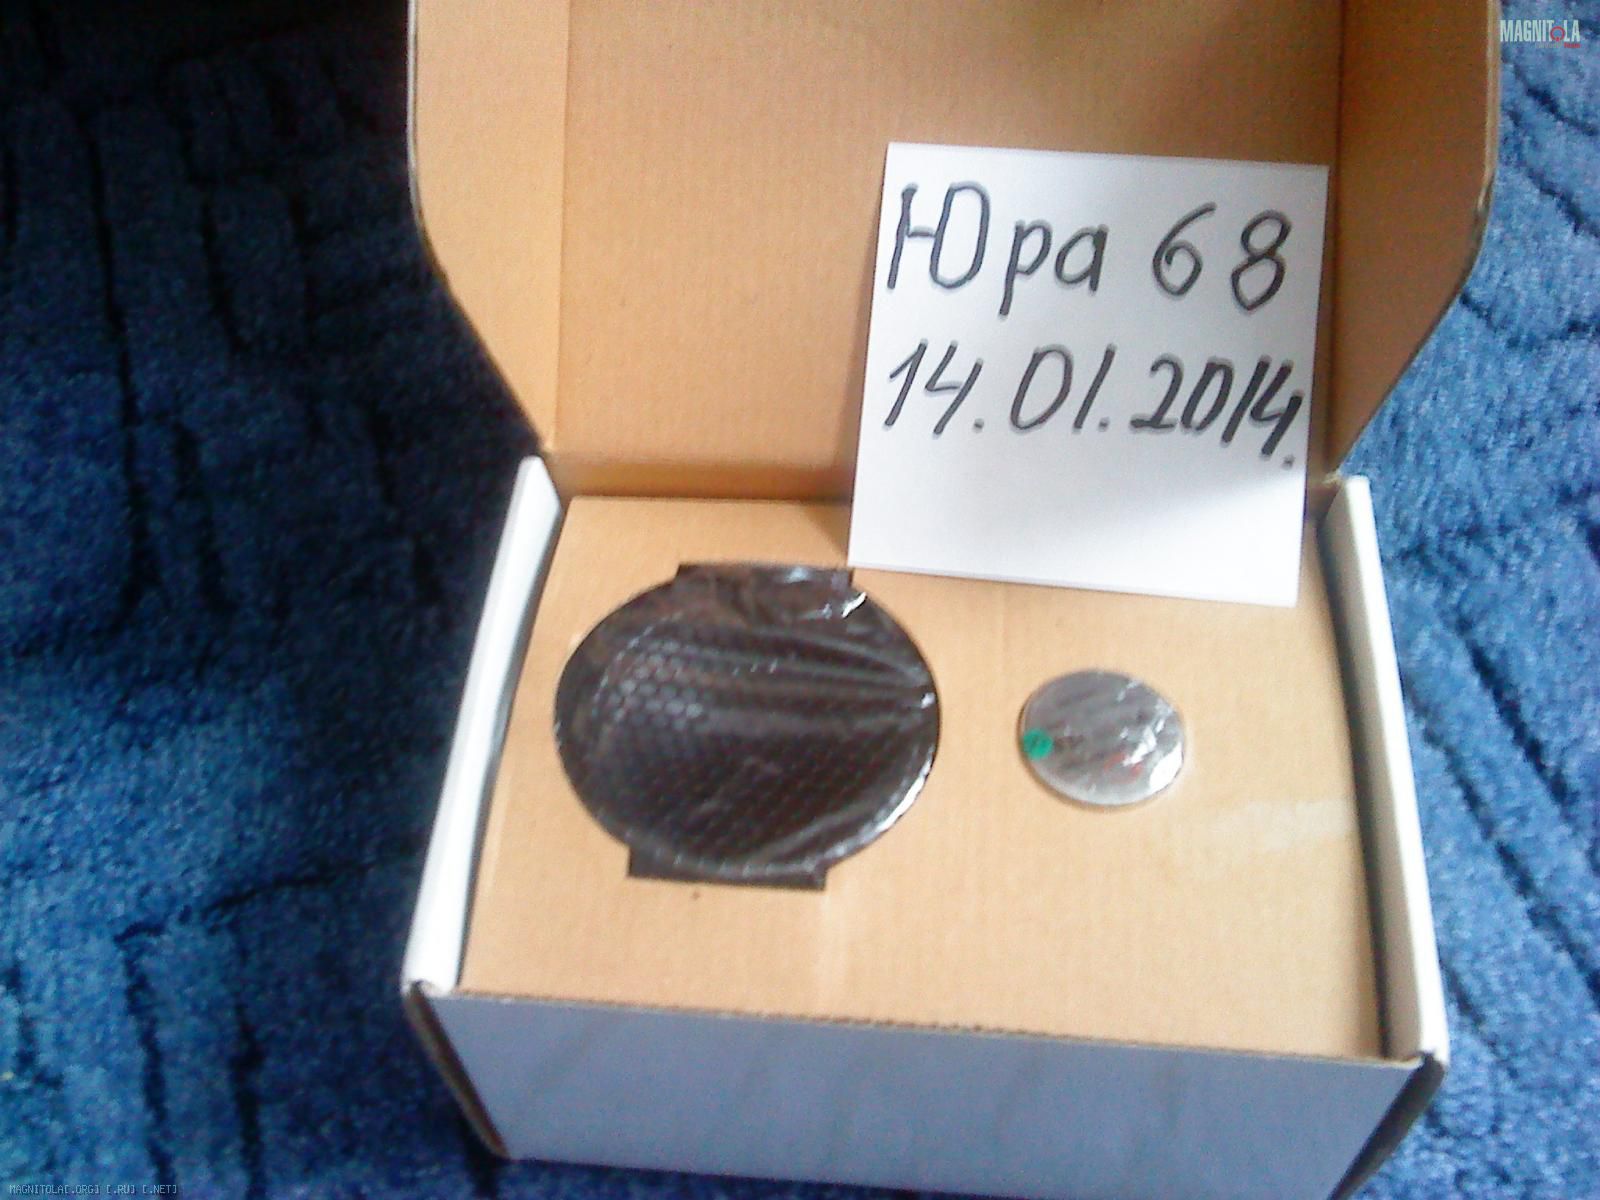 MAGNITOLA
Юра 68
14.01.2014.
MAGNITOLA[.ORG] [.RU] [.NET]